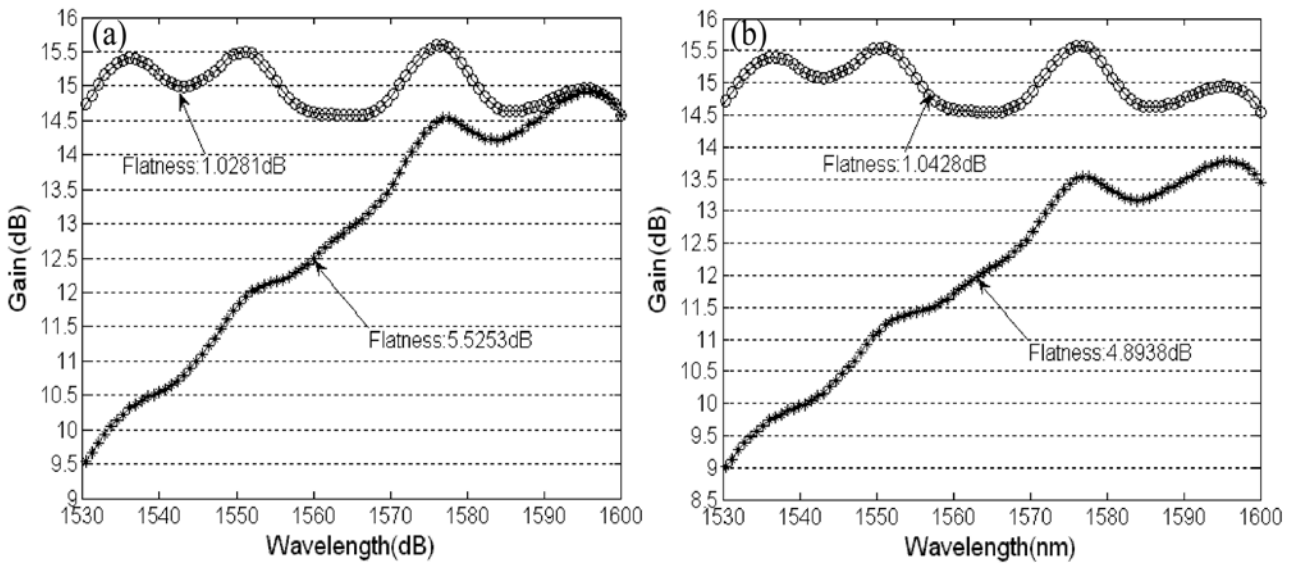 (a)
16
15.5
15
14.5
14
13.5
13
12.5
12
11.5
11
10.5
10
9.5
9
Gain(dB)
Flatness:1.0281dB
Flatness:5.5253dB
1530 1540 1550 1560 1570 1580 1590 1600
Wavelength(dB)
(b)
16
15.5
15
14.5
14
13.5
13
12.5
12
11.5
11
10.5
10
9.5
9
8.5
Gain(dB)
Flatness:1.0428dB
Flatness:4.8938dB
1530 1540 1550 1560 1570 1580 1590 1600
Wavelength(nm)